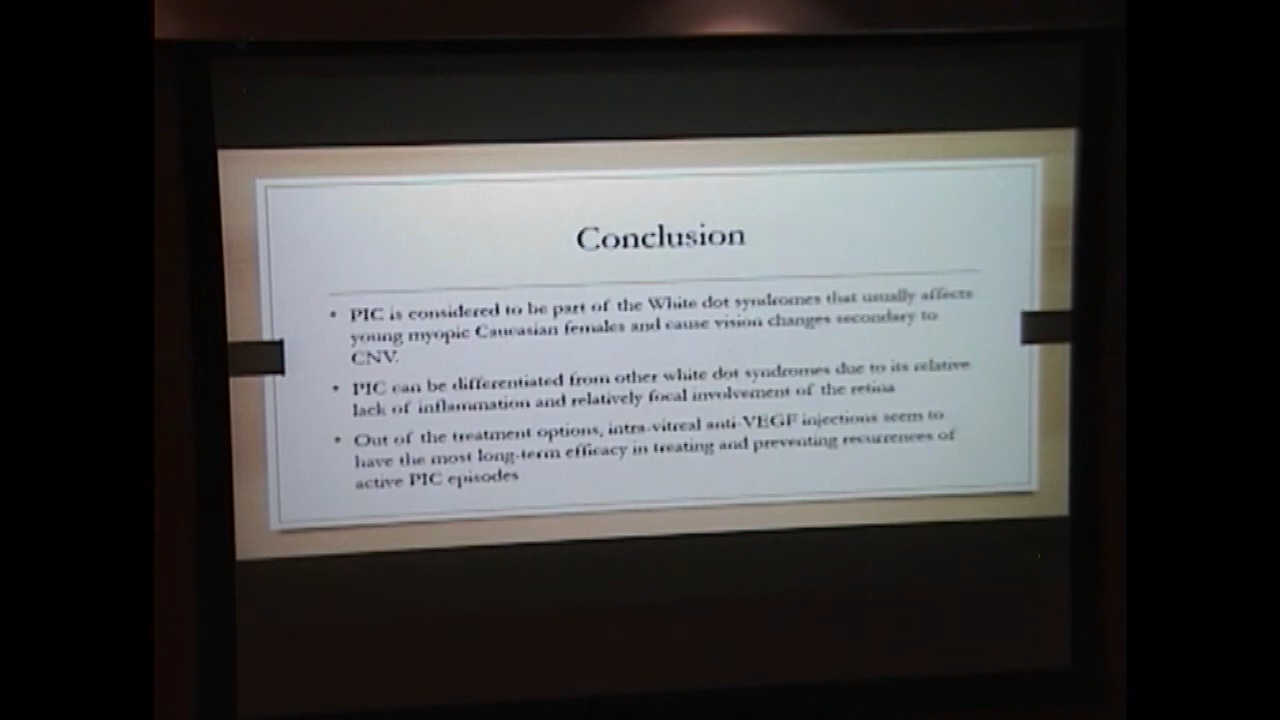 Conclusion
• PIC is considered to be part of the White dot syndromes that usually affects
young myopic Caucasian females and cause vision changes secondary to
CNV.
• PIC can be differentiated from other white dot syndromes due to its relative
lack of inflammation and relatively focal involvement of the retina
• Out of the treatment options, intra-vitreal anti-VEGF injections seem to
have the most long-term efficacy in treating and preventing recurrences of
active PIC episodes